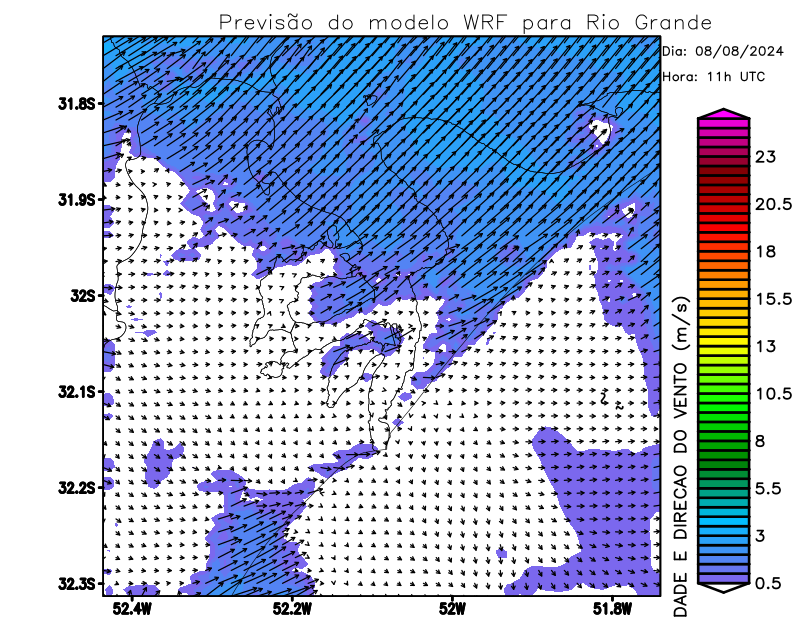 Previsão do modelo WRF para Rio Grande
Dia: 08/08/2024
Hora: 11h UTC
31.8S
31.9S
32S
32.1S
32.2S
32.3S
52.4W
52.2W
52W
51.8W
23
20.5
18
15.5
13
10.5
8
5.5
3
0.5
DADE E DIRECAO DO VENTO (m/s)